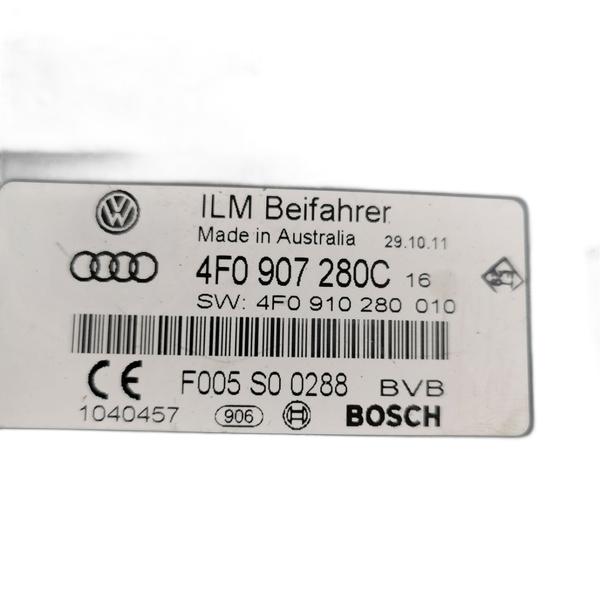 ILM Beifahrer
Made in Australia 29.10.11
4F0 907 280C 16
SW: 4F0 910 280 010
F005 S0 0288 BVB
1040457 906 BOSCH